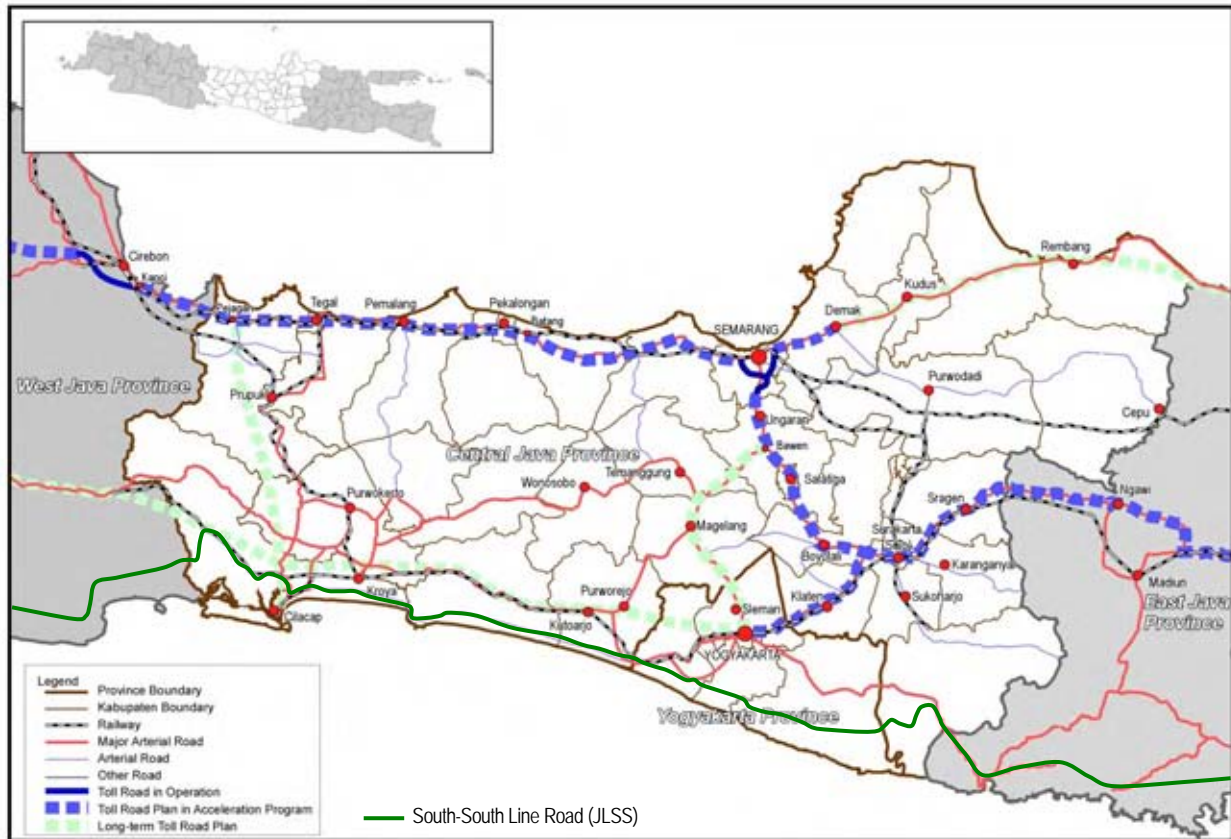 Cirebon
Kanci
Pejagan
Tegal
Pemalang
Pekalongan
Batang
SEMARANG
Demak
Kudus
Rembang
West Java Province
Prupuk
Ungaran
Bawen
Purwodadi
Cepu
Central Java Province
Temanggung
Wonosobo
Salatiga
Purwokerto
Magelang
Sragen
Ngawi
Surakarta
Boyolali
Karanganyar
Kroya
Purworejo
Sleman
Klaten
Sukoharjo
Madiun
East Java
Province
Cilacap
Kutoarjo
YOGYAKARTA
Yogyakarta Province
Legend
Province Boundary
Kabupaten Boundary
Railway
Major Arterial Road
Arterial Road
Other Road
Toll Road in Operation
Toll Road Plan in Acceleration Program
Long-term Toll Road Plan
South-South Line Road (JLSS)